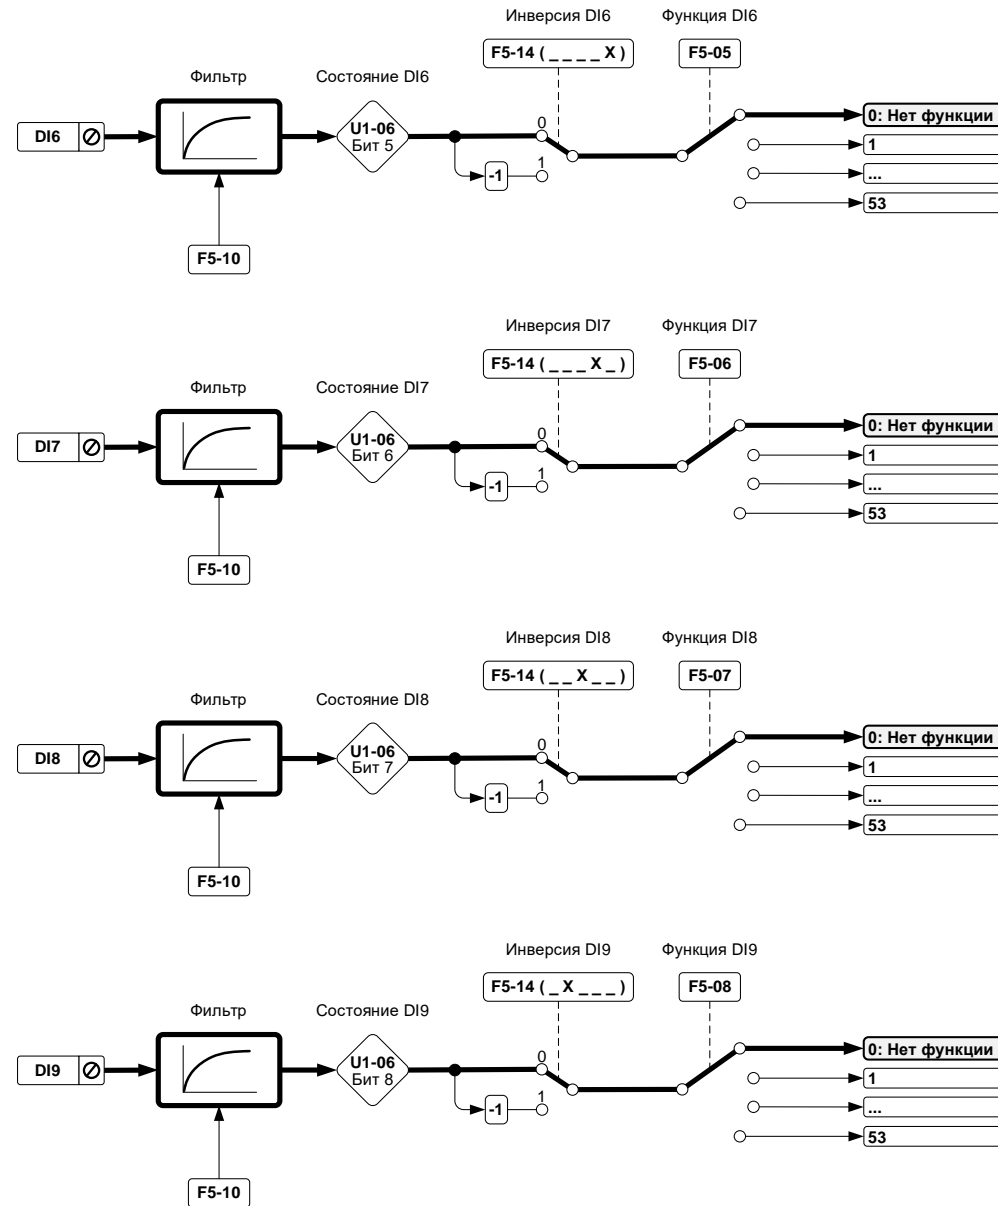 Инверсия DI6 Функция DI6
F5-14 ( _ _ _ _ X ) F5-05
Фильтр Состояние DI6
0 0: Нет функции
DI6 U1-06 1
Бит 5
1
-1 ...
53
F5-10
Инверсия DI7 Функция DI7
F5-14 ( _ _ _ X _ ) F5-06
Фильтр Состояние DI7
0 0: Нет функции
DI7 U1-06 1
Бит 6
1
-1 ...
53
F5-10
Инверсия DI8 Функция DI8
F5-14 ( _ _ X _ _ ) F5-07
Фильтр Состояние DI8
0 0: Нет функции
DI8 U1-06 1
Бит 7
1
-1 ...
53
F5-10
Инверсия DI9 Функция DI9
F5-14 ( _ X _ _ _ ) F5-08
Фильтр Состояние DI9
0 0: Нет функции
DI9 U1-06 1
Бит 8
1
-1 ...
53
F5-10